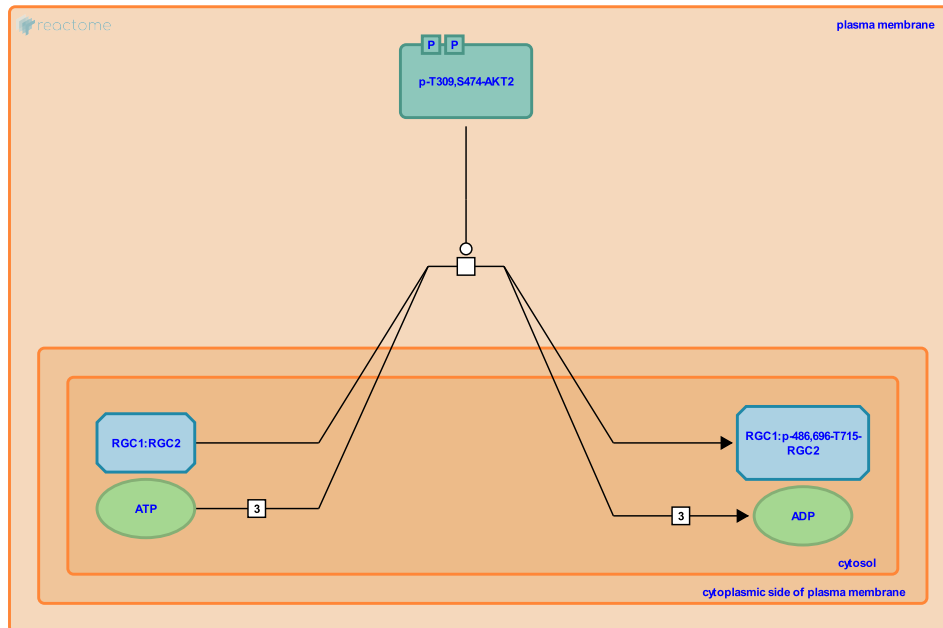 reactome
plasma membrane
P P
p-T309,S474-AKT2
RGC1:RGC2
RGC1:p-486,696-T715-
RGC2
ATP
3
3
ADP
cytosol
cytoplasmic side of plasma membrane